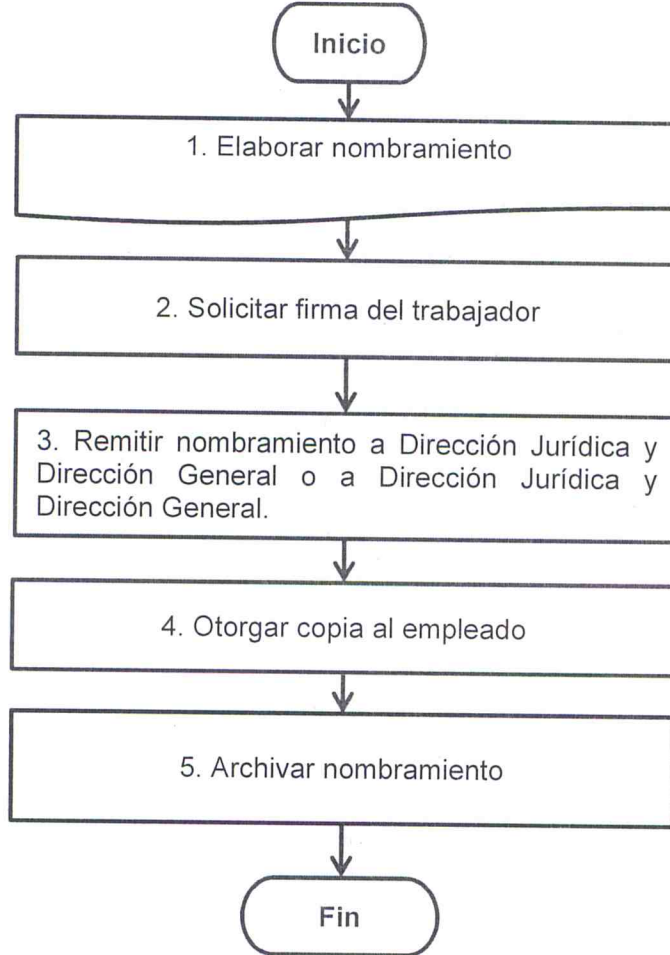 Inicio
1. Elaborar nombramiento
2. Solicitar firma del trabajador
3. Remitir nombramiento a Dirección Jurídica y
Dirección General o a Dirección Jurídica y
Dirección General.
4. Otorgar copia al empleado
5. Archivar nombramiento
Fin